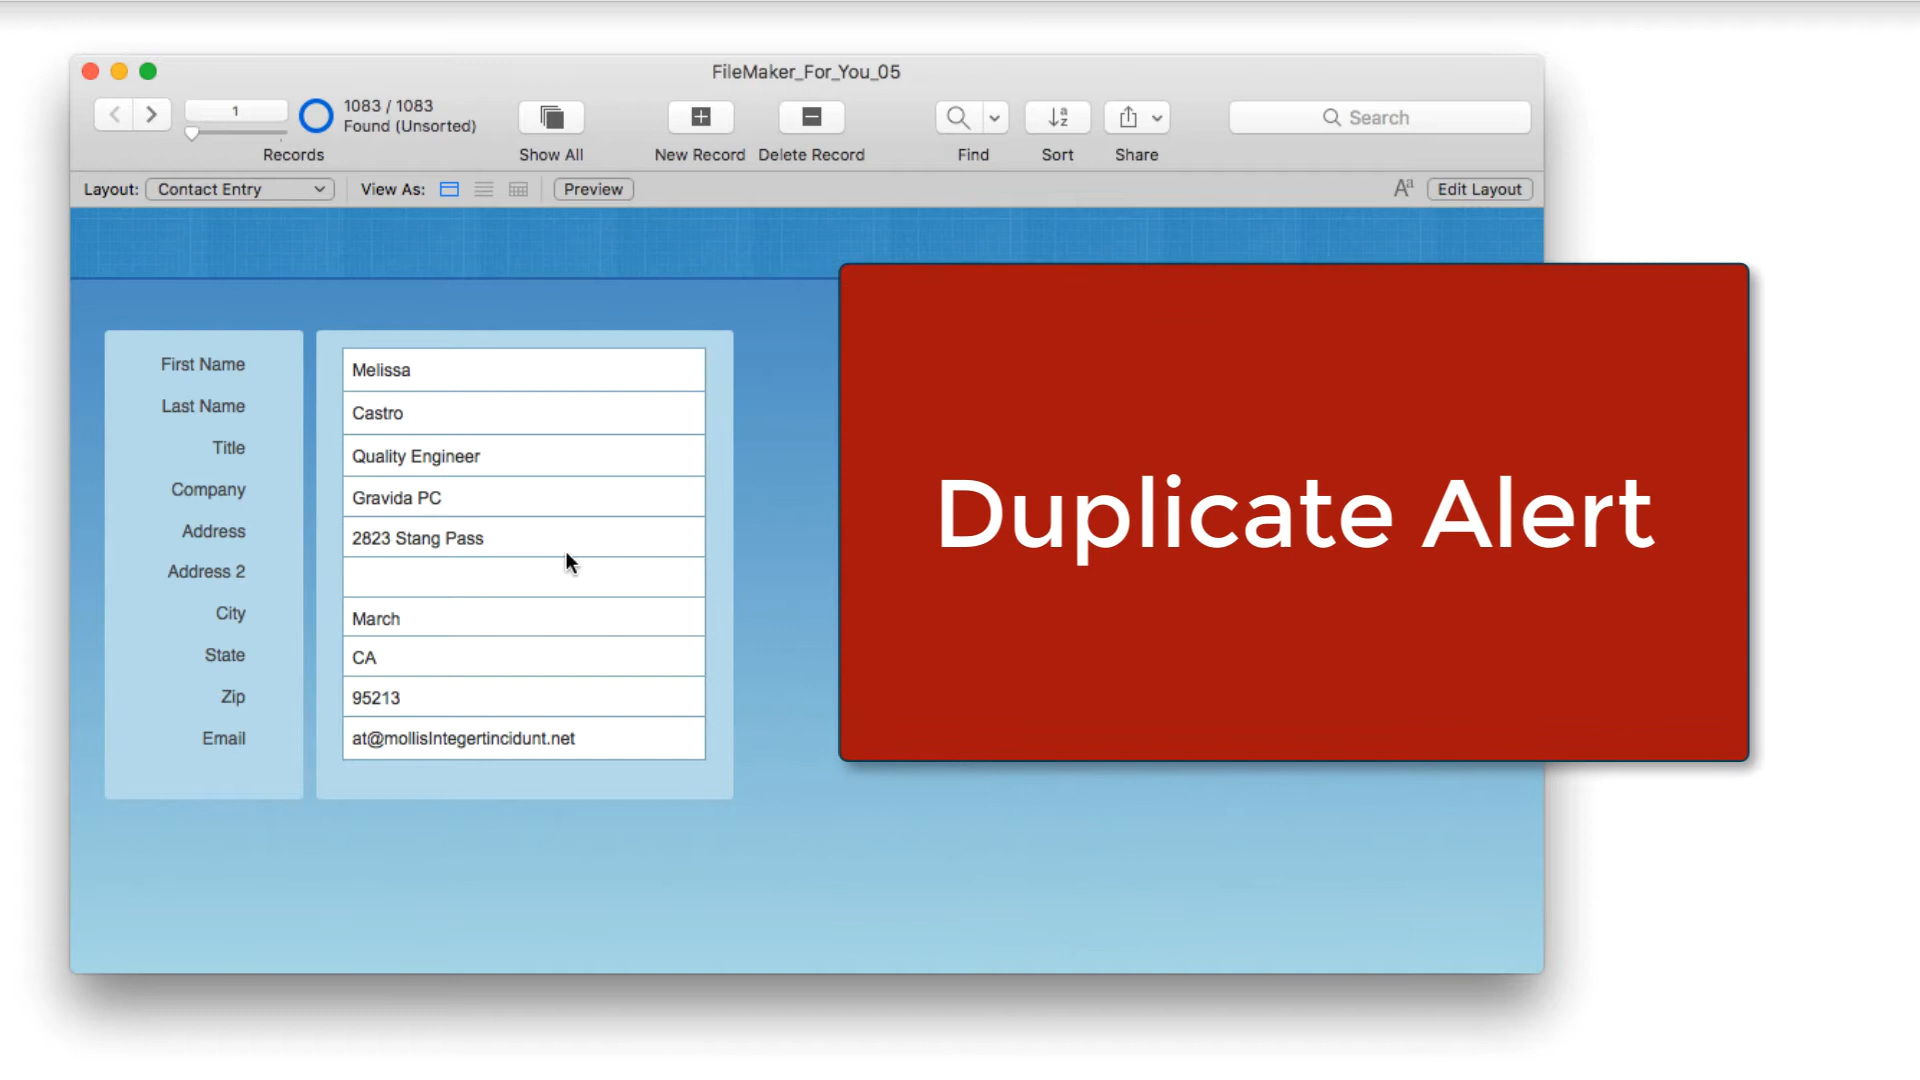 FileMaker_For_You_05
1
1083 / 1083
Found (Unsorted)
Records
Show All
New Record
Delete Record
Find
Sort
Share
Search
Layout: Contact Entry
View As:
Preview
Aa
Edit Layout
First Name Melissa
Last Name Castro
Title Quality Engineer
Company Gravida PC
Address 2823 Stang Pass
Address 2
City March
State CA
Zip 95213
Email at@mollisIntegertincidunt.net
Duplicate Alert